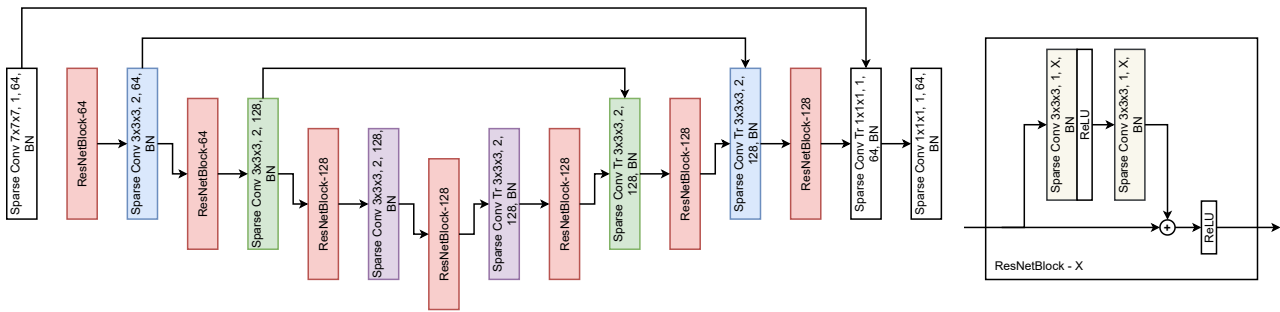 Sparse Conv 7x7x7, 1, 64,
BN
ResNetBlock-64
Sparse Conv 3x3x3, 2, 64,
BN
ResNetBlock-64
Sparse Conv 3x3x3, 2, 128,
BN
ResNetBlock-128
Sparse Conv 3x3x3, 2, 128,
BN
ResNetBlock-128
Sparse Conv Tr 3x3x3, 2,
128, BN
ResNetBlock-128
Sparse Conv Tr 3x3x3, 2,
128, BN
ResNetBlock-128
Sparse Conv Tr 3x3x3, 2,
128, BN
ResNetBlock-128
Sparse Conv Tr 1x1x1, 1,
64, BN
Sparse Conv 1x1x1, 1, 64,
BN
Sparse Conv 3x3x3, 1, X,
BN
ReLU
Sparse Conv 3x3x3, 1, X,
BN
+
ReLU
ResNetBlock - X